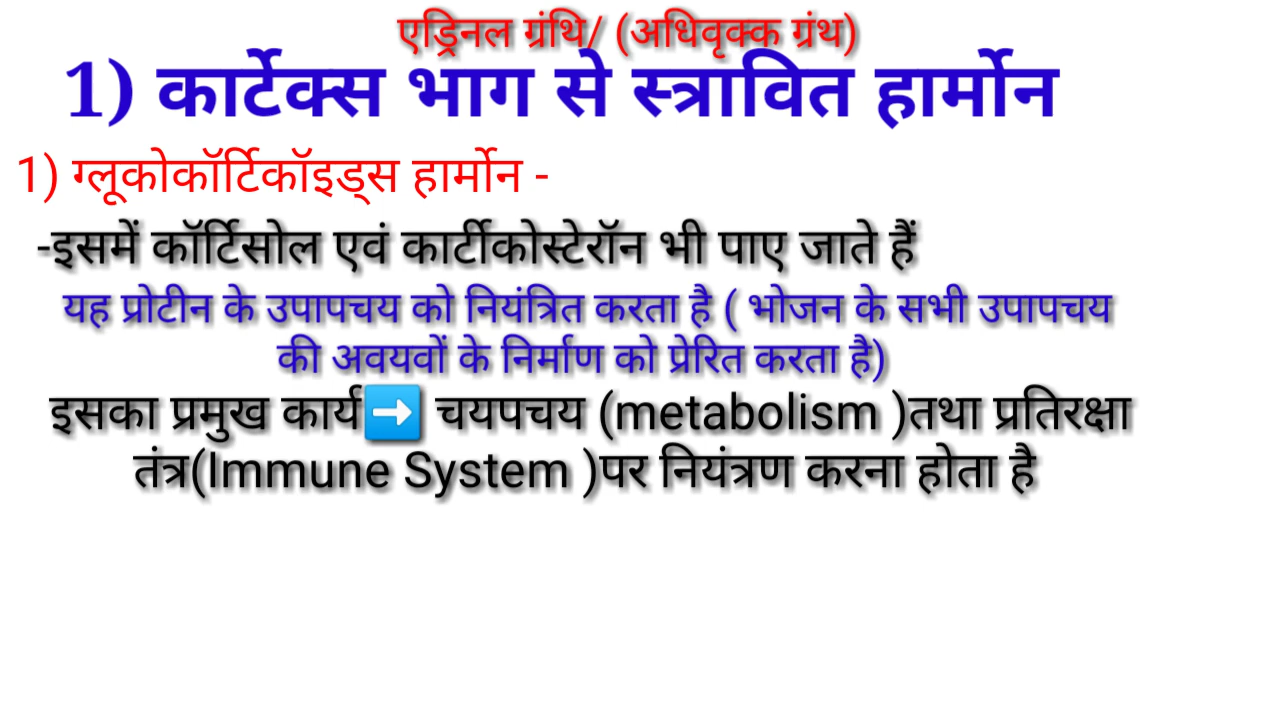 एड्रिनल ग्रंथि/ (अधिवृक्क ग्रंथ)
1) कार्टेक्स भाग से स्त्रावित हार्मोन
1) ग्लूकोकॉर्टिकॉइड्स हार्मोन -
-इसमें कॉर्टिसोल एवं कार्टीकोस्टेरॉन भी पाए जाते हैं
यह प्रोटीन के उपापचय को नियंत्रित करता है ( भोजन के सभी उपापचय
की अवयवों के निर्माण को प्रेरित करता है)
इसका प्रमुख कार्य➡ चयपचय (metabolism )तथा प्रतिरक्षा
तंत्र(Immune System )पर नियंत्रण करना होता है